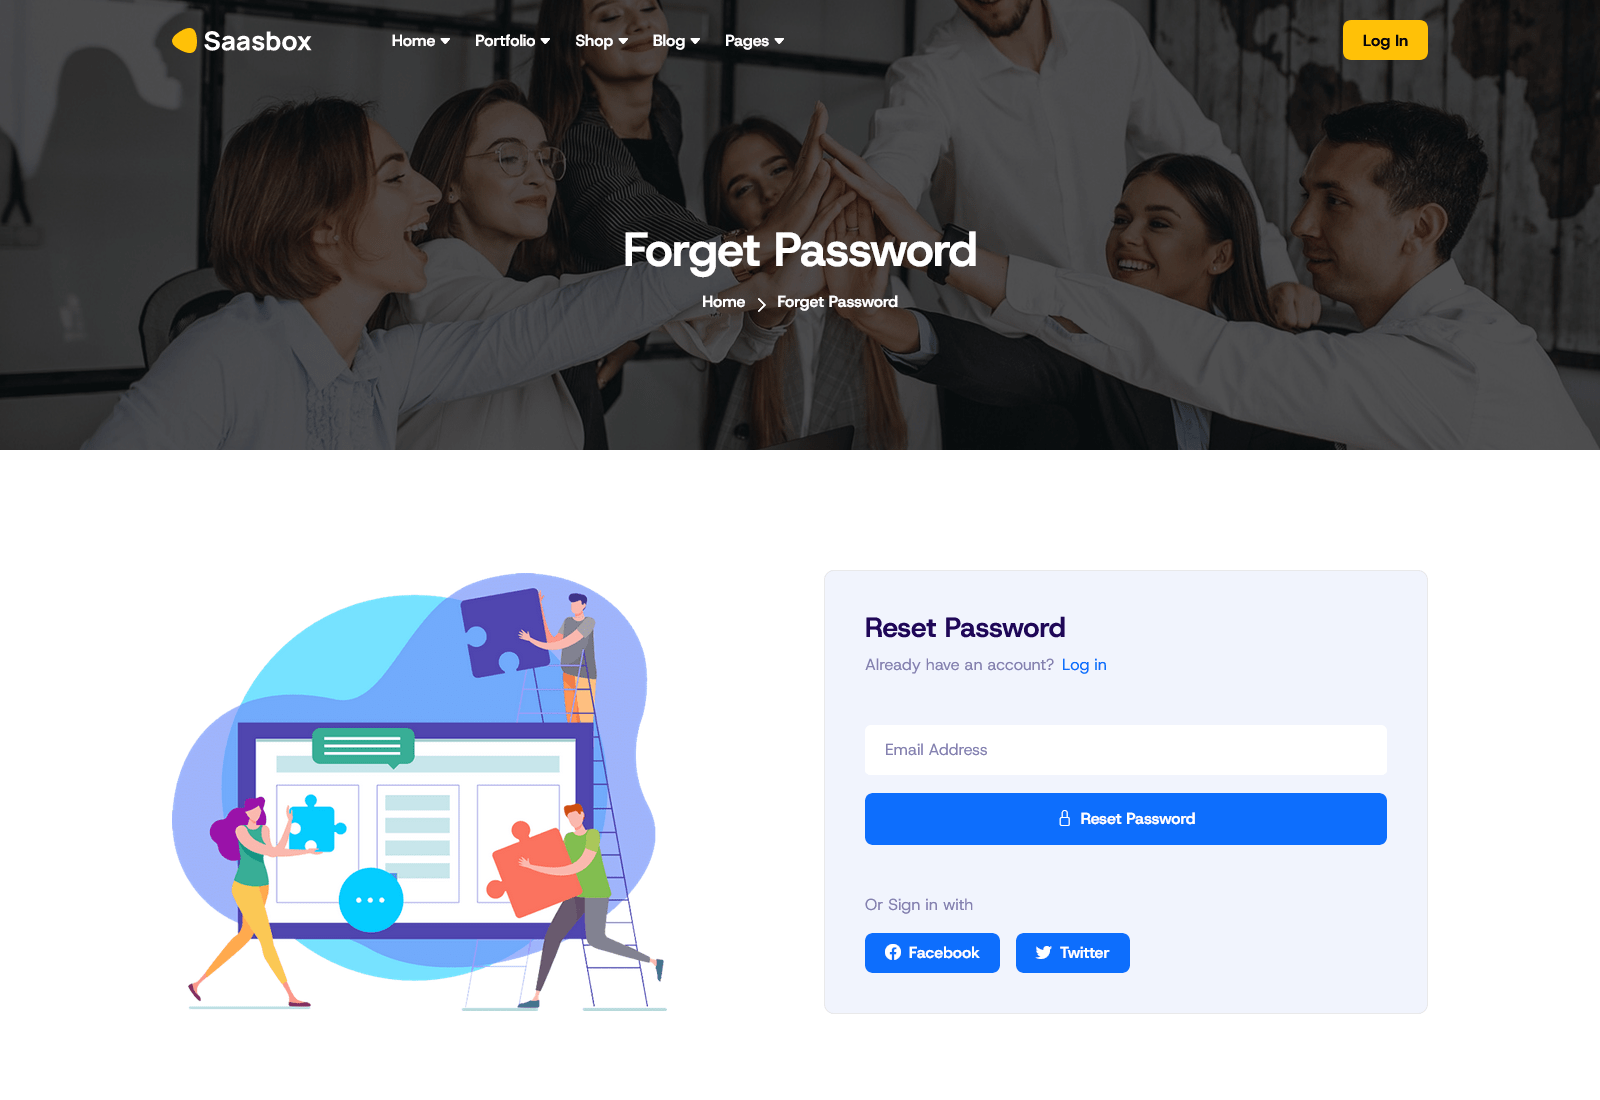 Saasbox Home Portfolio Shop Blog Pages Log In
Forget Password
Home Forget Password
Reset Password
Already have an account? Log in
Email Address
Reset Password
Or Sign in with
Facebook Twitter